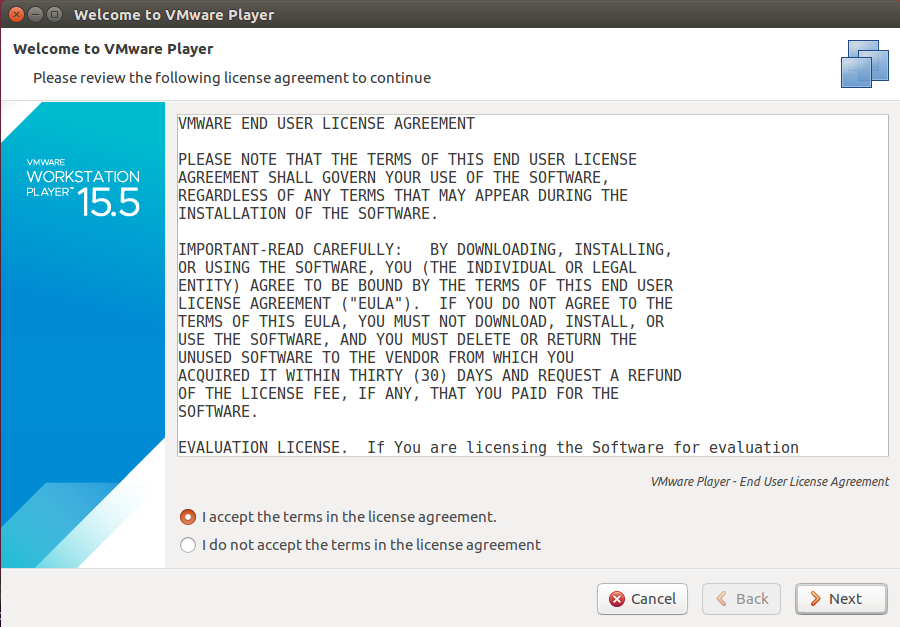 Welcome to VMware Player
Welcome to VMware Player
Please review the following license agreement to continue
VMWARE
WORKSTATION
PLAYER™ 15.5
VMWARE END USER LICENSE AGREEMENT
PLEASE NOTE THAT THE TERMS OF THIS END USER LICENSE
AGREEMENT SHALL GOVERN YOUR USE OF THE SOFTWARE,
REGARDLESS OF ANY TERMS THAT MAY APPEAR DURING THE
INSTALLATION OF THE SOFTWARE.
IMPORTANT-READ CAREFULLY:   BY DOWNLOADING, INSTALLING,
OR USING THE SOFTWARE, YOU (THE INDIVIDUAL OR LEGAL
ENTITY) AGREE TO BE BOUND BY THE TERMS OF THIS END USER
LICENSE AGREEMENT ("EULA").  IF YOU DO NOT AGREE TO THE
TERMS OF THIS EULA, YOU MUST NOT DOWNLOAD, INSTALL, OR
USE THE SOFTWARE, AND YOU MUST DELETE OR RETURN THE
UNUSED SOFTWARE TO THE VENDOR FROM WHICH YOU
ACQUIRED IT WITHIN THIRTY (30) DAYS AND REQUEST A REFUND
OF THE LICENSE FEE, IF ANY, THAT YOU PAID FOR THE
SOFTWARE.
EVALUATION LICENSE.  If You are licensing the Software for evaluation
VMware Player - End User License Agreement
I accept the terms in the license agreement.
I do not accept the terms in the license agreement
Cancel Back Next